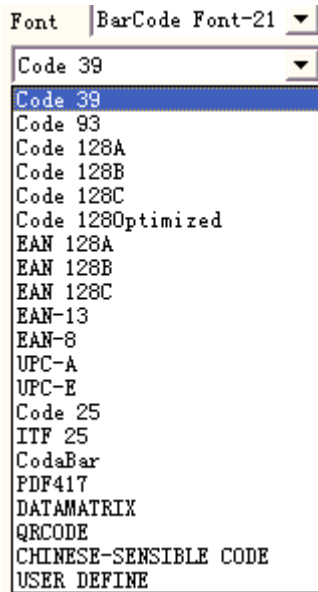 Font BarCode Font-21
Code 39
Code 39
Code 93
Code 128A
Code 128B
Code 128C
Code 128Optimized
EAN 128A
EAN 128B
EAN 128C
EAN-13
EAN-8
UPC-A
UPC-E
Code 25
ITF 25
CodaBar
PDF417
DATAMATRIX
QRCODE
CHINESE-SENSIBLE CODE
USER DEFINE